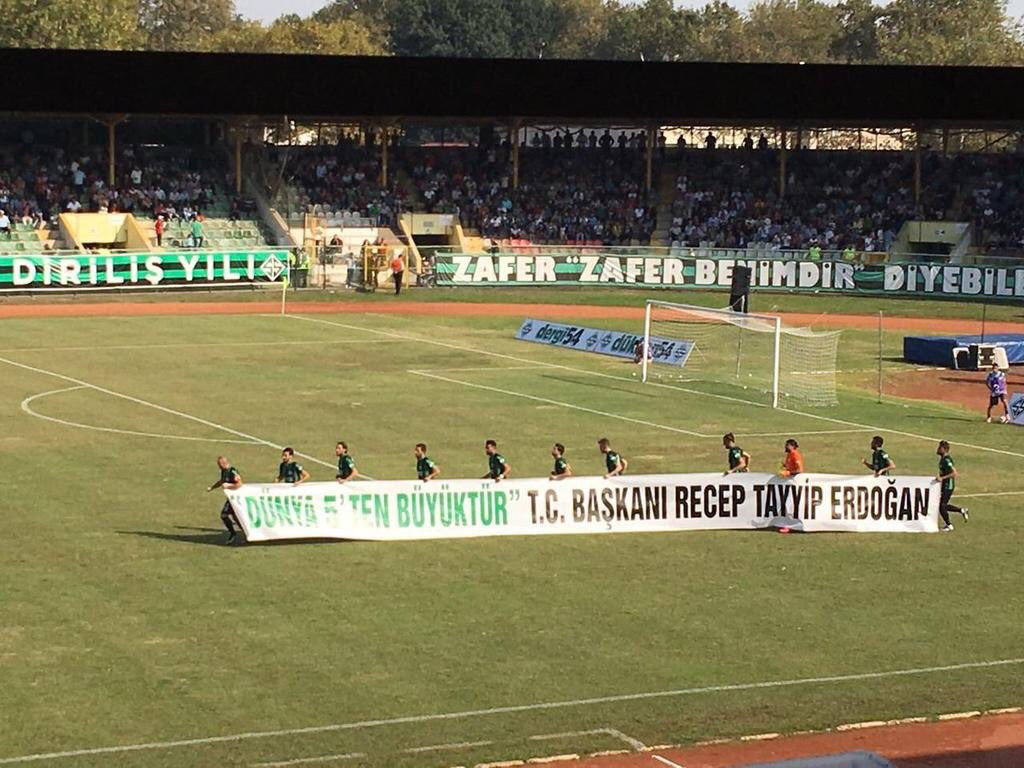 DİRİLİŞ YILI
ZAFER "ZAFER BENİMDİR" DİYEBİL
dergi54
"DÜNYA 5'TEN BÜYÜKTÜR" T.C. BAŞKANI RECEP TAYYİP ERDOĞAN